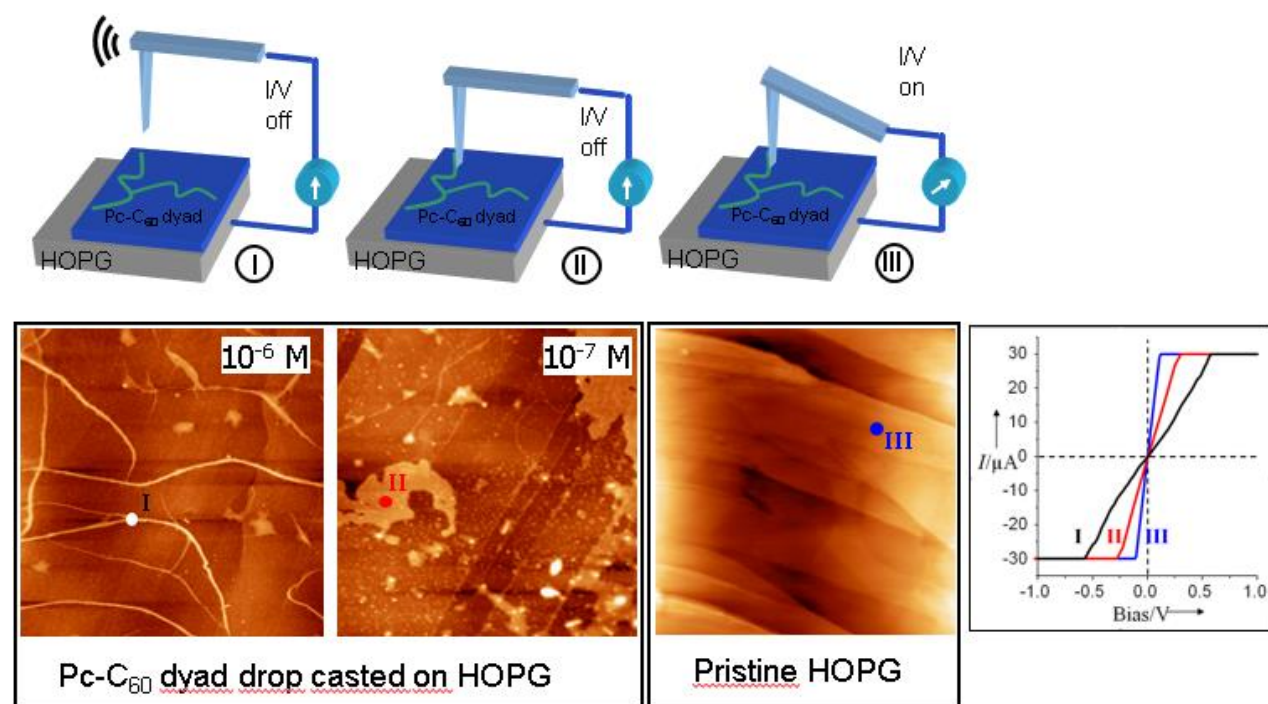 I/V
off
Pc-C60 dyad
HOPG
I
I/V
off
Pc-C60 dyad
HOPG
II
I/V
on
Pc-C60 dyad
HOPG
III
10-6 M
I
10-7 M
II
Pc-C60 dyad drop casted on HOPG
III
Pristine HOPG
30
20
10
0
-10
-20
-30
I/µA
I II III
-1.0 -0.5 0.0 0.5 1.0
Bias/V